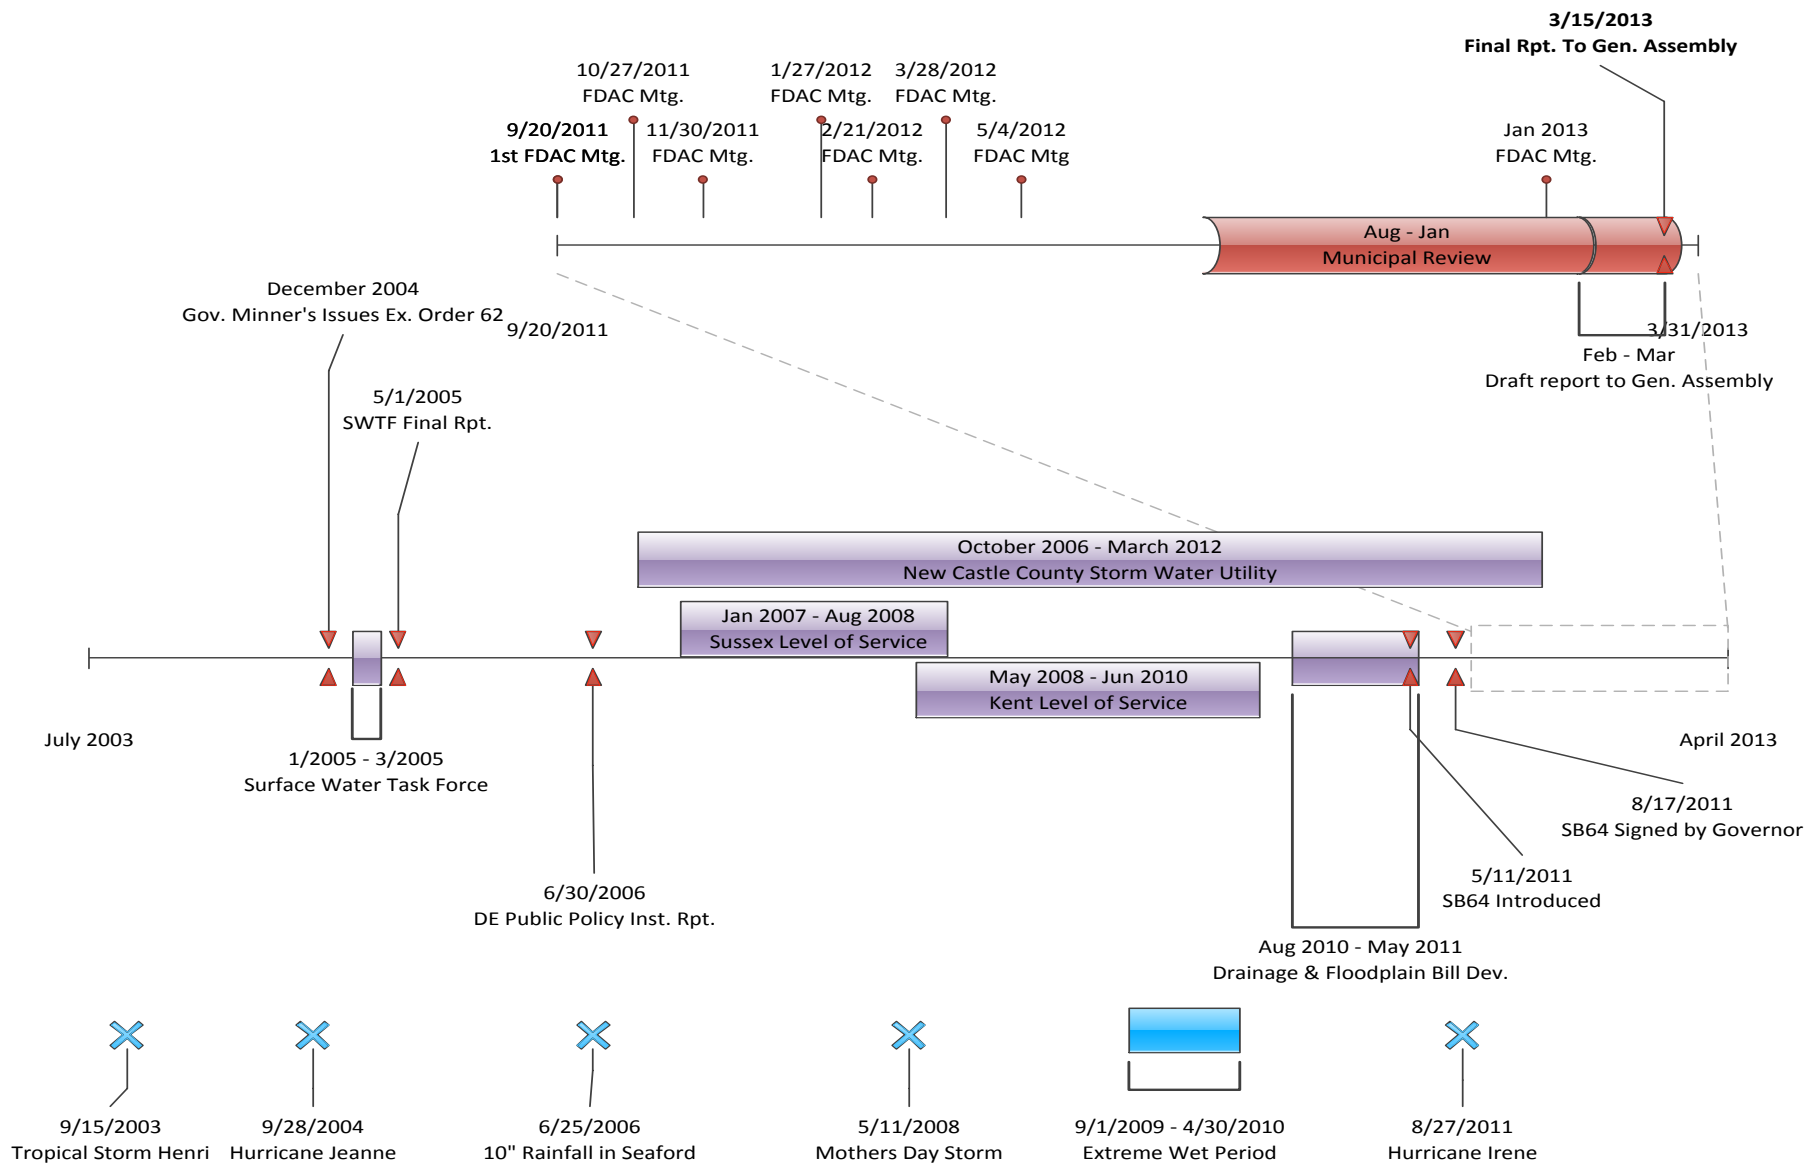 3/15/2013
Final Rpt. To Gen. Assembly
10/27/2011
FDAC Mtg.
1/27/2012
FDAC Mtg.
3/28/2012
FDAC Mtg.
9/20/2011
1st FDAC Mtg.
11/30/2011
FDAC Mtg.
2/21/2012
FDAC Mtg.
5/4/2012
FDAC Mtg
Jan 2013
FDAC Mtg.
Aug - Jan
Municipal Review
December 2004
Gov. Minner's Issues Ex. Order 62
9/20/2011
3/31/2013
Feb - Mar
Draft report to Gen. Assembly
5/1/2005
SWTF Final Rpt.
October 2006 - March 2012
New Castle County Storm Water Utility
Jan 2007 - Aug 2008
Sussex Level of Service
May 2008 - Jun 2010
Kent Level of Service
July 2003
April 2013
1/2005 - 3/2005
Surface Water Task Force
8/17/2011
SB64 Signed by Governor
5/11/2011
SB64 Introduced
6/30/2006
DE Public Policy Inst. Rpt.
Aug 2010 - May 2011
Drainage & Floodplain Bill Dev.
9/15/2003
Tropical Storm Henri
9/28/2004
Hurricane Jeanne
6/25/2006
10" Rainfall in Seaford
5/11/2008
Mothers Day Storm
9/1/2009 - 4/30/2010
Extreme Wet Period
8/27/2011
Hurricane Irene